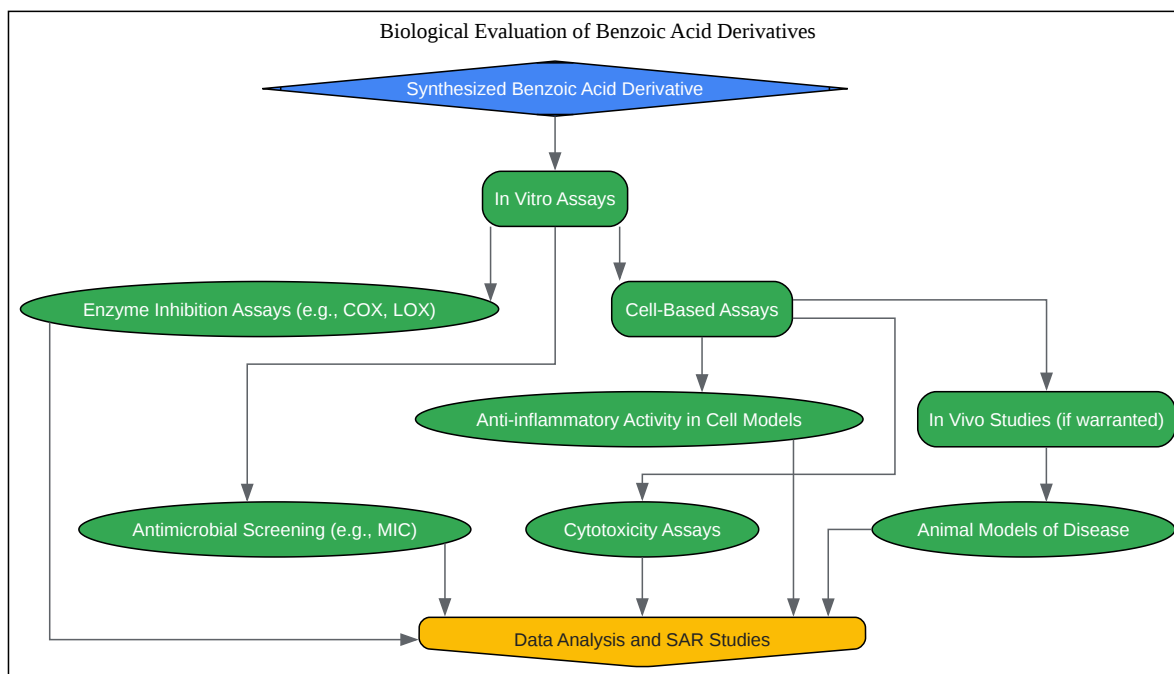 Biological Evaluation of Benzoic Acid Derivatives
Synthesized Benzoic Acid Derivative
In Vitro Assays
Enzyme Inhibition Assays (e.g., COX, LOX)
Cell-Based Assays
Anti-inflammatory Activity in Cell Models
In Vivo Studies (if warranted)
Antimicrobial Screening (e.g., MIC)
Cytotoxicity Assays
Animal Models of Disease
Data Analysis and SAR Studies